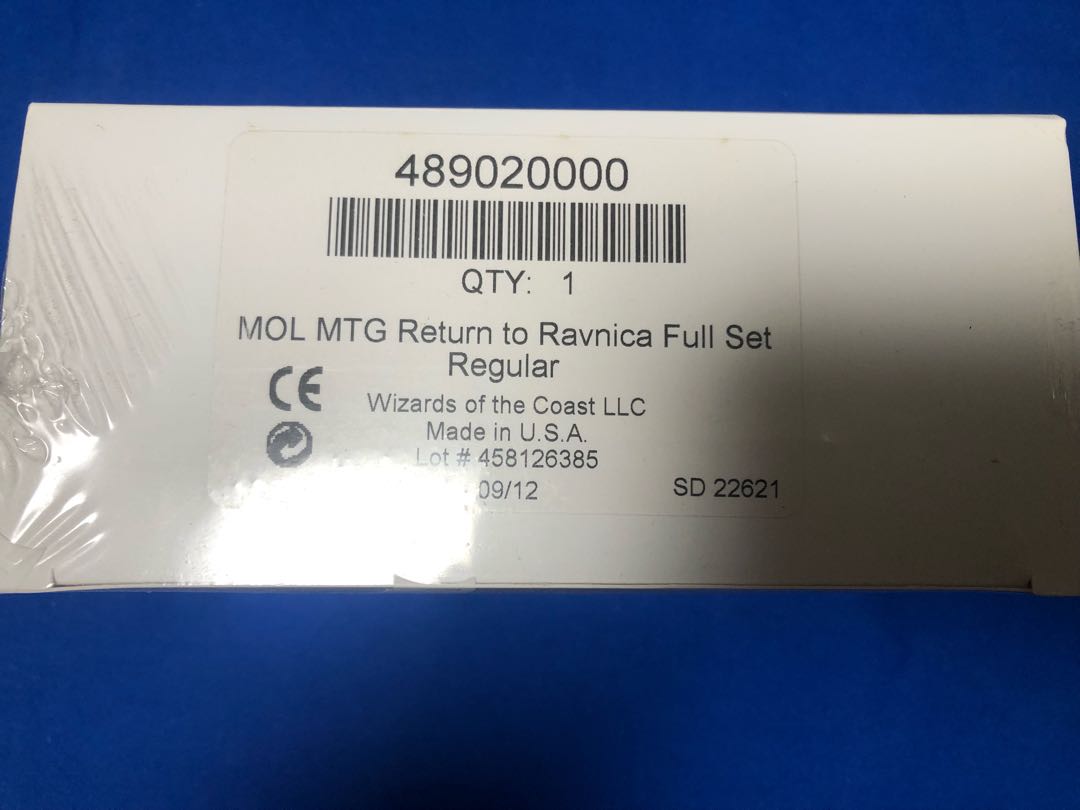 489020000
QTY: 1
MOL MTG Return to Ravnica Full Set
Regular
CE
Wizards of the Coast LLC
Made in U.S.A.
Lot # 458126385
09/12 SD 22621